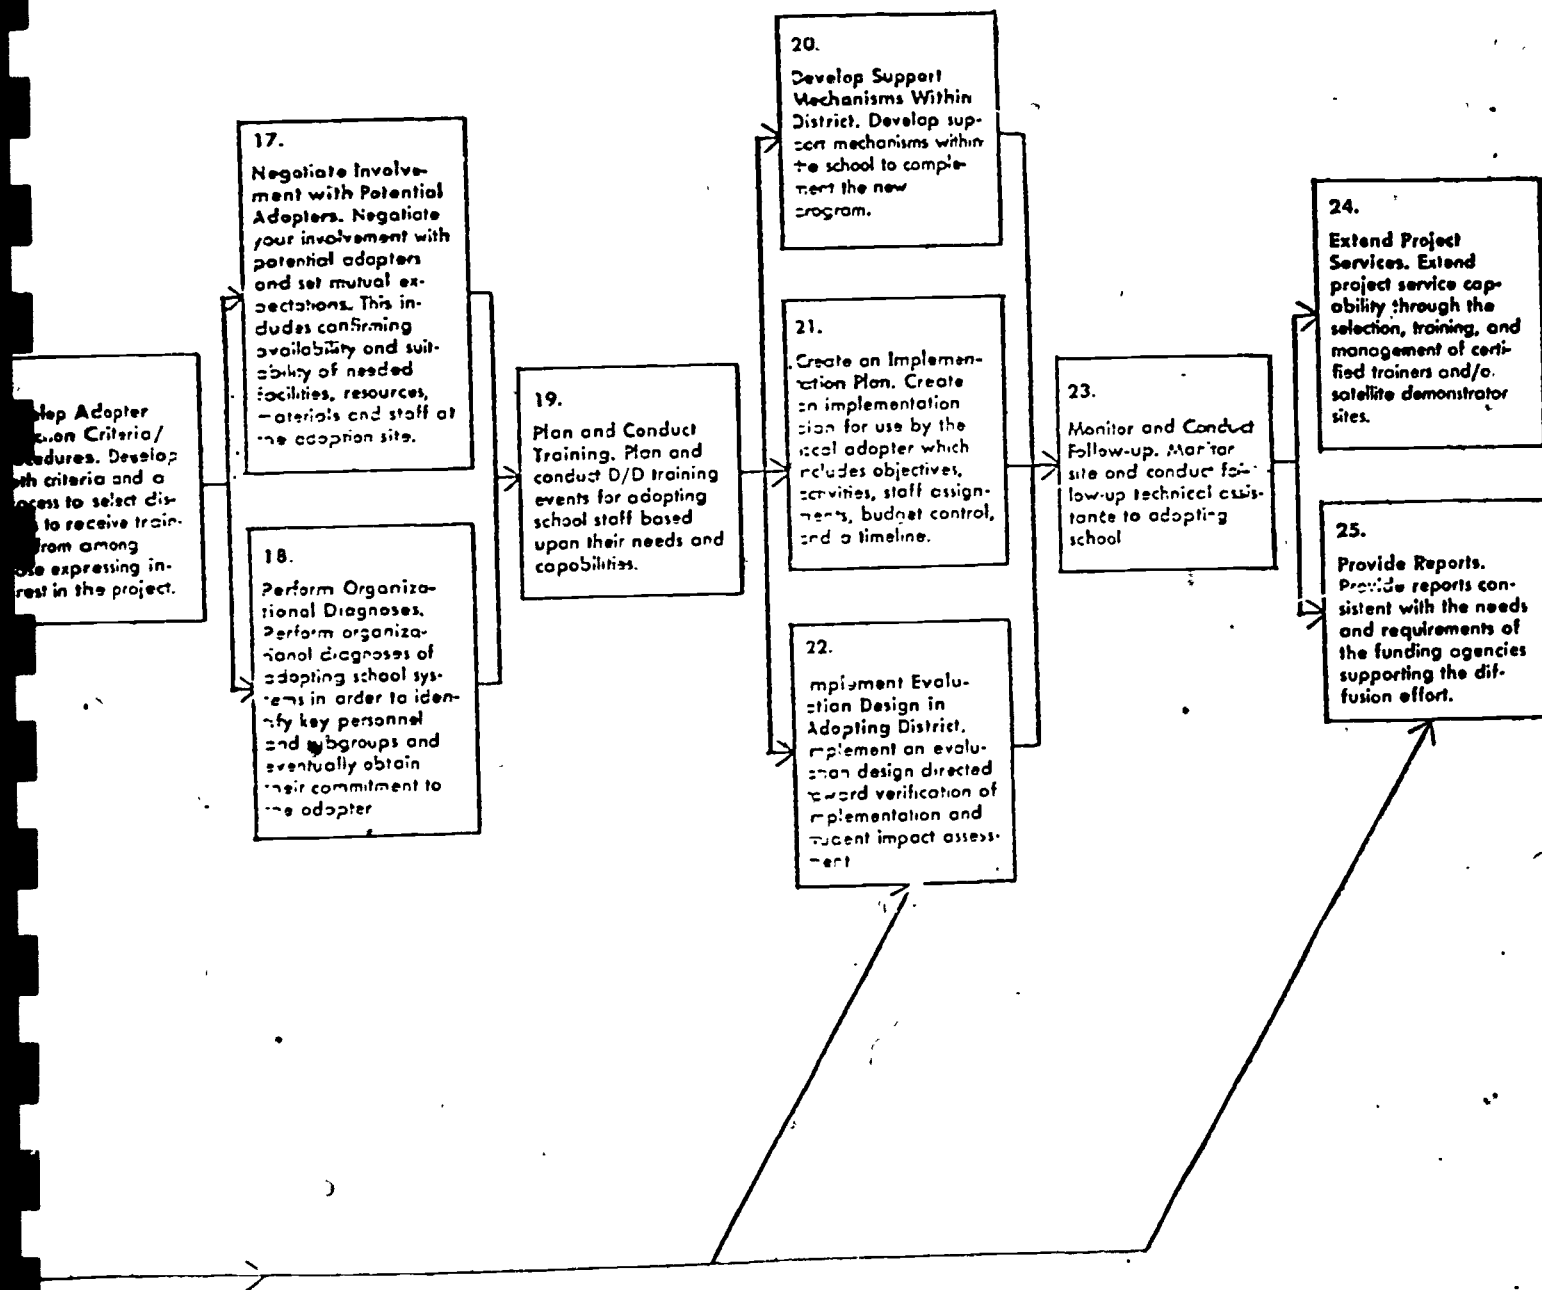 Adopter
Criteria/
Develop
criteria and a
to select dis-
to receive train-
from among
expressing in-
in the project.
17.
Negotiate Involve-
ment with Potential
Adopters. Negotiate
your involvement with
potential adopters
and set mutual ex-
pectations. This in-
cludes confirming
availability and suit-
ability of needed
facilities, resources,
materials and staff at
the adoption site.
18.
Perform Organiza-
tional Diagnoses.
Perform organiza-
tional diagnoses of
adopting school sys-
tems in order to iden-
tify key personnel
and subgroups and
eventually obtain
their commitment to
the adopter
19.
Plan and Conduct
Training. Plan and
conduct D/D training
events for adopting
school staff based
upon their needs and
capabilities.
20.
Develop Support
Mechanisms Within
District. Develop sup-
port mechanisms within
the school to comple-
ment the new
program.
21.
Create an Implemen-
tation Plan. Create
an implementation
plan for use by the
local adopter which
includes objectives,
activities, staff assign-
ments, budget control,
and a timeline.
22.
Implement Evalu-
ation Design in
Adopting District.
Implement an evalu-
ation design directed
toward verification of
implementation and
student impact assess-
ment
23.
Monitor and Conduct
Follow-up. Monitor
site and conduct fol-
low-up technical assis-
tance to adopting
school
24.
Extend Project
Services. Extend
project service cap-
ability through the
selection, training, and
management of certi-
fied trainers and/o.
satellite demonstrator
sites.
25.
Provide Reports.
Provide reports con-
sistent with the needs
and requirements of
the funding agencies
supporting the dif-
fusion effort.